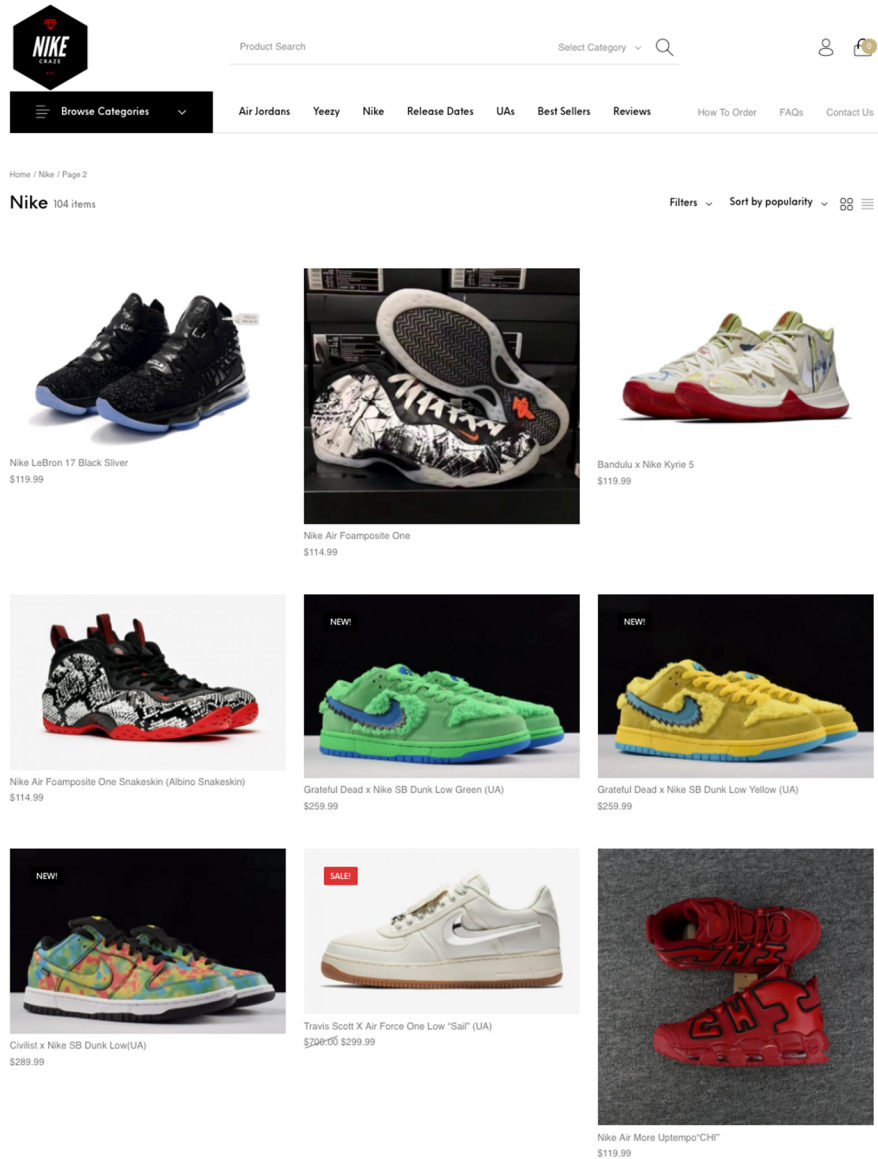 NIKE
CRAZE
Product Search
Select Category
0
Browse Categories
Air Jordans
Yeezy
Nike
Release Dates
UAs
Best Sellers
Reviews
How To Order
FAQs
Contact Us
Home / Nike / Page 2
Nike 104 items
Filters
Sort by popularity
Nike LeBron 17 Black Sliver
$119.99
Nike Air Foamposite One
$114.99
Bandulu x Nike Kyrie 5
$119.99
Nike Air Foamposite One Snakeskin (Albino Snakeskin)
$114.99
NEW!
Grateful Dead x Nike SB Dunk Low Green (UA)
$259.99
NEW!
Grateful Dead x Nike SB Dunk Low Yellow (UA)
$259.99
NEW!
Civilist x Nike SB Dunk Low(UA)
$289.99
SALE!
Travis Scott X Air Force One Low “Sail” (UA)
$700.00 $299.99
CHI
Nike Air More Uptempo“CHI”
$119.99